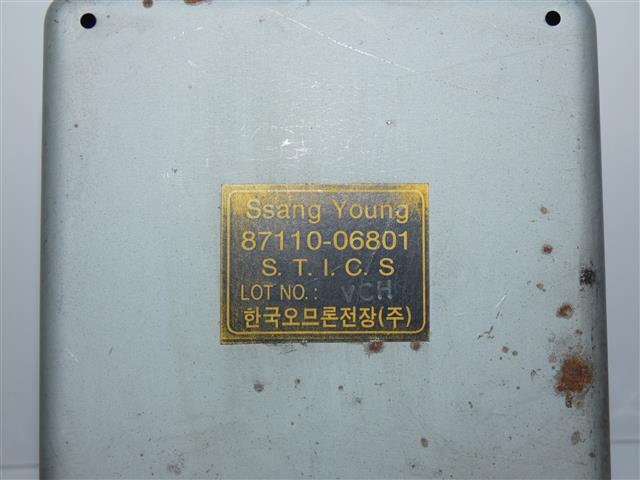 Ssang Young
87110-06801
S. T. I. C. S
LOT NO.: VCH
한국오므론전장(주)